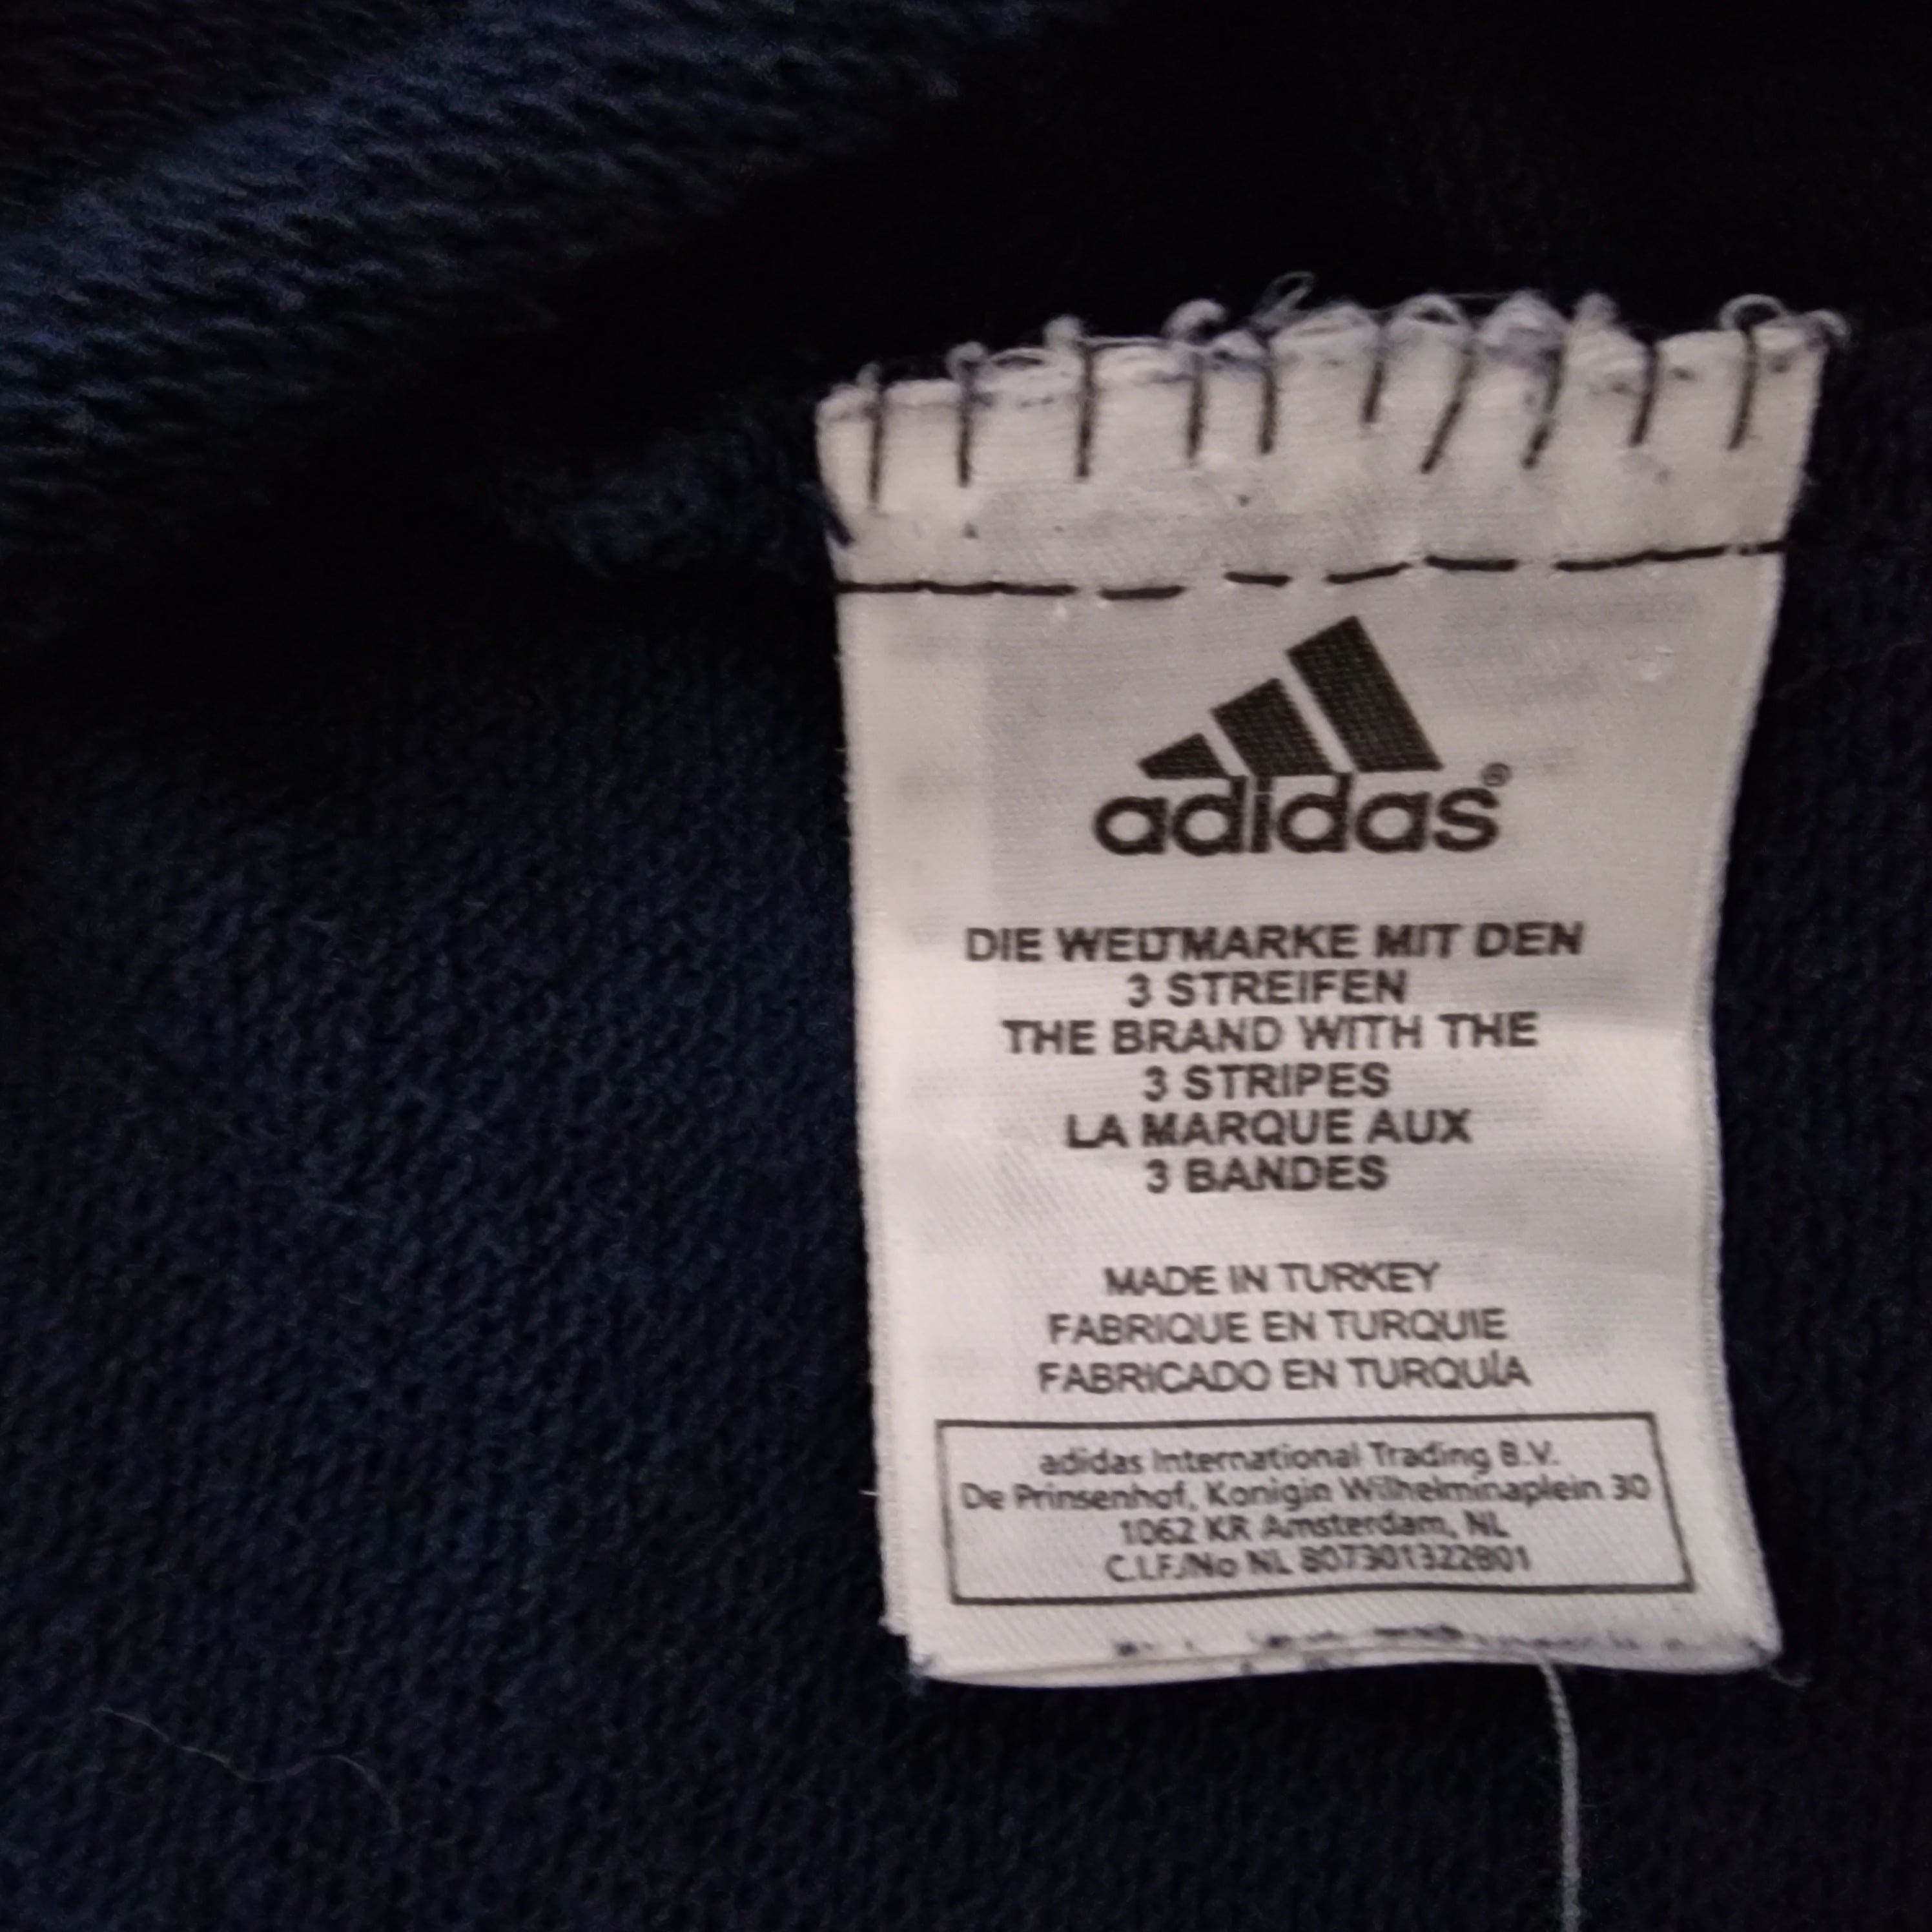 adidas®
DIE WELTMARKE MIT DEN
3 STREIFEN
THE BRAND WITH THE
3 STRIPES
LA MARQUE AUX
3 BANDES
MADE IN TURKEY
FABRIQUE EN TURQUIE
FABRICADO EN TURQUÍA
adidas International Trading B.V.
De Prinsenhof, Konigin Wilhelminaplein 30
1062 KR Amsterdam, NL
C.I.F./No NL 807301322B01